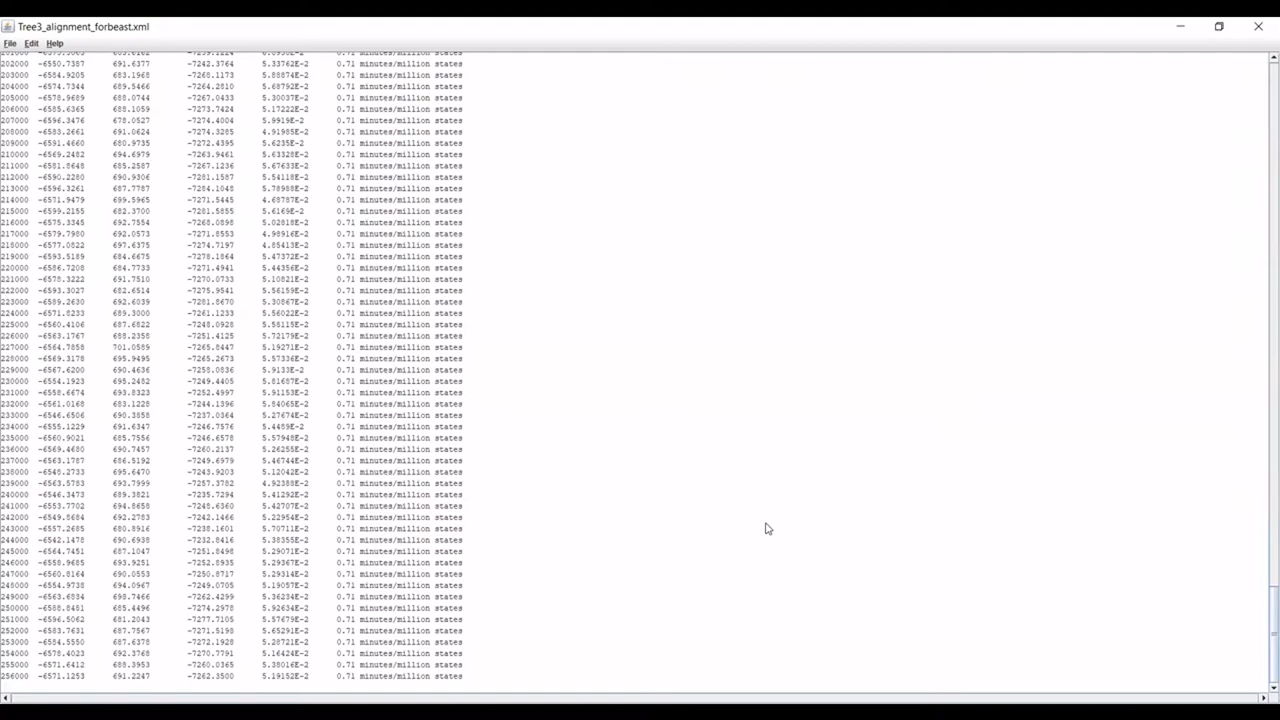 Tree3_alignment_forbeast.xml
File Edit Help
202000 -6550.7387 691.6377 -7242.3764 5.33762E-2 0.71 minutes/million states
203000 -6584.9205 683.1968 -7268.1173 5.88874E-2 0.71 minutes/million states
204000 -6574.7344 689.5466 -7264.2810 5.68792E-2 0.71 minutes/million states
205000 -6578.9689 688.0744 -7267.0433 5.30037E-2 0.71 minutes/million states
206000 -6585.6365 688.1059 -7273.7424 5.17222E-2 0.71 minutes/million states
207000 -6596.3476 678.0527 -7274.4004 5.9919E-2 0.71 minutes/million states
208000 -6583.2661 691.0624 -7274.3285 4.91985E-2 0.71 minutes/million states
209000 -6591.4660 680.9735 -7272.4395 5.6235E-2 0.71 minutes/million states
210000 -6569.2482 694.6979 -7263.9461 5.63328E-2 0.71 minutes/million states
211000 -6581.8648 685.2587 -7267.1236 5.67633E-2 0.71 minutes/million states
212000 -6590.2280 690.9306 -7281.1587 5.54118E-2 0.71 minutes/million states
213000 -6596.3261 687.7787 -7284.1048 5.78988E-2 0.71 minutes/million states
214000 -6571.9479 699.5965 -7271.5445 4.68787E-2 0.71 minutes/million states
215000 -6599.2155 682.3700 -7281.5855 5.6169E-2 0.71 minutes/million states
216000 -6575.3345 692.7554 -7268.0898 5.02818E-2 0.71 minutes/million states
217000 -6579.7980 692.0573 -7271.8553 4.98916E-2 0.71 minutes/million states
218000 -6577.0822 697.6375 -7274.7197 4.85413E-2 0.71 minutes/million states
219000 -6593.5189 684.6675 -7278.1864 5.47372E-2 0.71 minutes/million states
220000 -6586.7208 684.7733 -7271.4941 5.44356E-2 0.71 minutes/million states
221000 -6578.3222 691.7510 -7270.0733 5.10821E-2 0.71 minutes/million states
222000 -6593.3027 682.6514 -7275.9541 5.56159E-2 0.71 minutes/million states
223000 -6589.2630 692.6039 -7281.8670 5.30867E-2 0.71 minutes/million states
224000 -6571.8233 689.3000 -7261.1233 5.56022E-2 0.71 minutes/million states
225000 -6560.4106 687.6822 -7248.0928 5.58115E-2 0.71 minutes/million states
226000 -6563.1767 688.2358 -7251.4125 5.72179E-2 0.71 minutes/million states
227000 -6564.7858 701.0589 -7265.8447 5.19271E-2 0.71 minutes/million states
228000 -6569.3178 695.9495 -7265.2673 5.57336E-2 0.71 minutes/million states
229000 -6567.6200 690.4636 -7258.0836 5.9133E-2 0.71 minutes/million states
230000 -6554.1923 695.2482 -7249.4405 5.81687E-2 0.71 minutes/million states
231000 -6558.6674 693.8323 -7252.4997 5.91153E-2 0.71 minutes/million states
232000 -6561.0168 683.1228 -7244.1396 5.84065E-2 0.71 minutes/million states
233000 -6546.6506 690.3858 -7237.0364 5.27674E-2 0.71 minutes/million states
234000 -6555.1229 691.6347 -7246.7576 5.4489E-2 0.71 minutes/million states
235000 -6560.9021 685.7556 -7246.6578 5.57948E-2 0.71 minutes/million states
236000 -6569.4680 690.7457 -7260.2137 5.26255E-2 0.71 minutes/million states
237000 -6563.1787 686.5192 -7249.6979 5.46744E-2 0.71 minutes/million states
238000 -6548.2733 695.6470 -7243.9203 5.12042E-2 0.71 minutes/million states
239000 -6563.5783 693.7999 -7257.3782 4.92388E-2 0.71 minutes/million states
240000 -6546.3473 689.3821 -7235.7294 5.41292E-2 0.71 minutes/million states
241000 -6553.7702 694.8658 -7248.6360 5.42707E-2 0.71 minutes/million states
242000 -6549.8684 692.2783 -7242.1466 5.22954E-2 0.71 minutes/million states
243000 -6557.2685 680.8916 -7238.1601 5.70711E-2 0.71 minutes/million states
244000 -6542.1478 690.6938 -7232.8416 5.38355E-2 0.71 minutes/million states
245000 -6564.7451 687.1047 -7251.8498 5.29071E-2 0.71 minutes/million states
246000 -6558.9685 693.9251 -7252.8935 5.29367E-2 0.71 minutes/million states
247000 -6560.8164 690.0553 -7250.8717 5.29314E-2 0.71 minutes/million states
248000 -6554.9738 694.0967 -7249.0705 5.19057E-2 0.71 minutes/million states
249000 -6563.6834 698.7466 -7262.4299 5.36234E-2 0.71 minutes/million states
250000 -6588.8481 685.4496 -7274.2978 5.92634E-2 0.71 minutes/million states
251000 -6596.5062 681.2043 -7277.7105 5.57679E-2 0.71 minutes/million states
252000 -6583.7631 687.7567 -7271.5198 5.65291E-2 0.71 minutes/million states
253000 -6584.5550 687.6378 -7272.1928 5.28721E-2 0.71 minutes/million states
254000 -6578.4023 692.3768 -7270.7791 5.16424E-2 0.71 minutes/million states
255000 -6571.6412 688.3953 -7260.0365 5.38016E-2 0.71 minutes/million states
256000 -6571.1253 691.2247 -7262.3500 5.19152E-2 0.71 minutes/million states